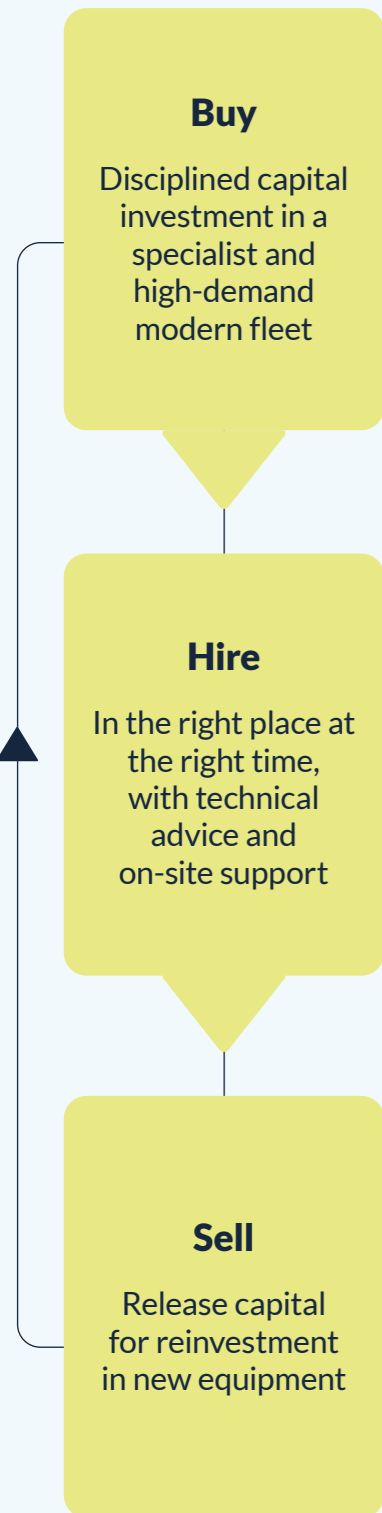 Buy
Disciplined capital
investment in a
specialist and
high-demand
modern fleet
Hire
In the right place at
the right time,
with technical
advice and
on-site support
Sell
Release capital
for reinvestment
in new equipment